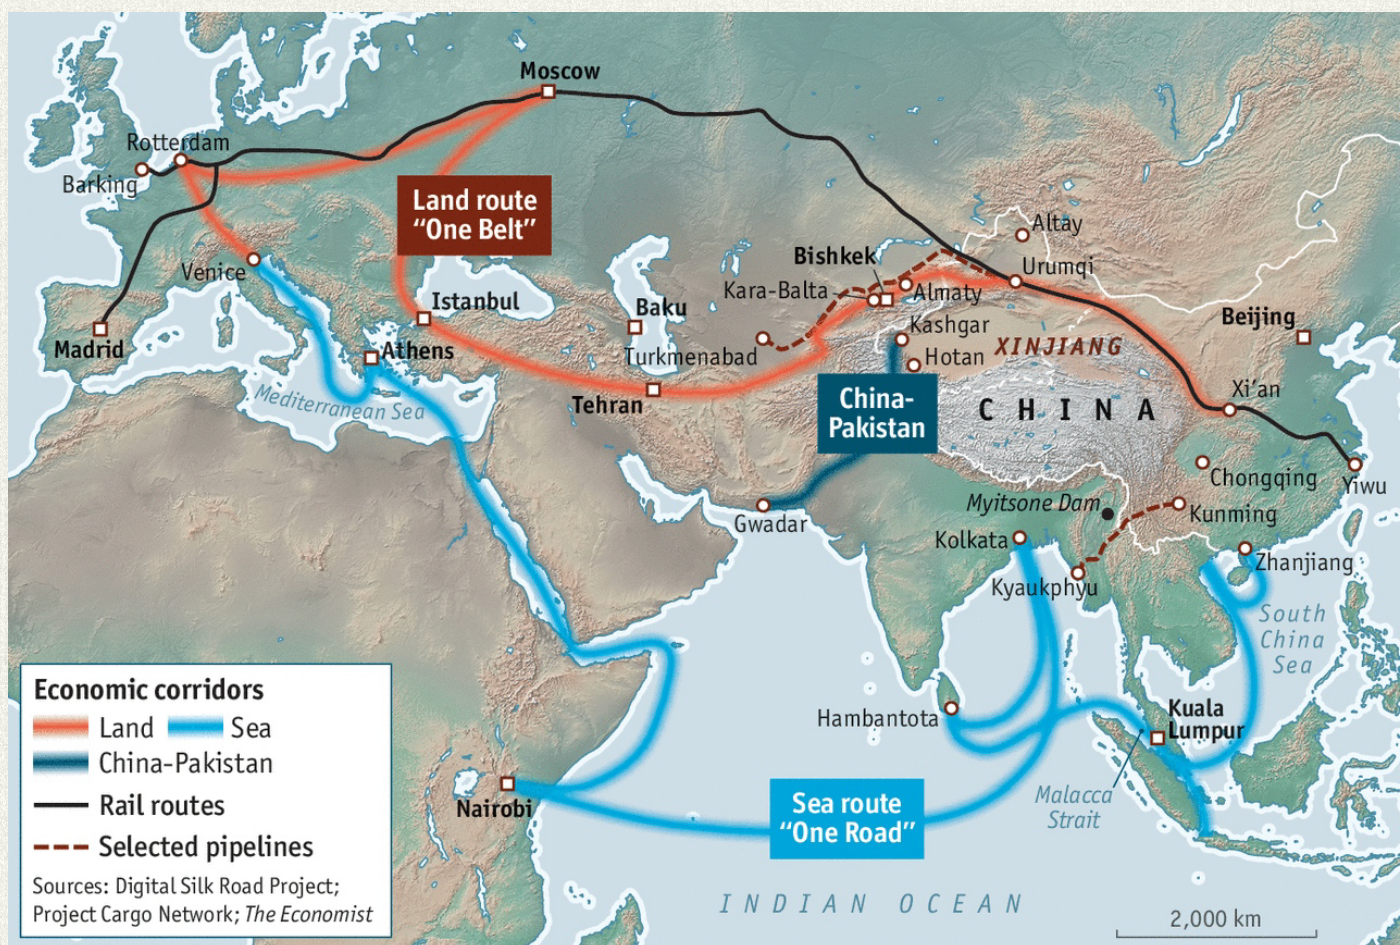 Moscow
Rotterdam
Barking
Land route
“One Belt”
Altay
Venice
Bishkek
Urumqi
Kara-Balta
Almaty
Istanbul
Baku
Kashgar
Beijing
Madrid
Athens
Turkmenabad
Hotan
XINJIANG
Mediterranean Sea
Tehran
China-
Pakistan
CHINA
Xi’an
Chongqing
Yiwu
Myitsone Dam
Gwadar
Kunming
Kolkata
Zhanjiang
Kyaukphyu
South
China
Sea
Hambantota
Kuala
Lumpur
Nairobi
Malacca
Strait
Sea route
“One Road”
INDIAN OCEAN
2,000 km
Economic corridors
Land Sea
China-Pakistan
Rail routes
Selected pipelines
Sources: Digital Silk Road Project;
Project Cargo Network; The Economist